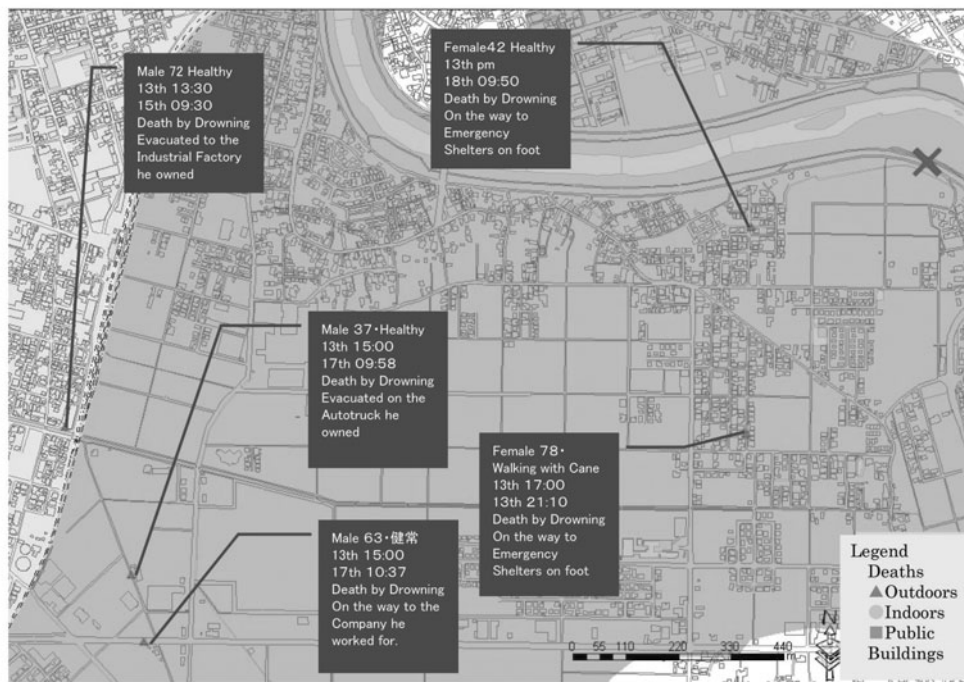 Male 72 Healthy
13th 13:30
15th 09:30
Death by Drowning
Evacuated to the
Industrial Factory
he owned
Female42 Healthy
13th pm
18th 09:50
Death by Drowning
On the way to
Emergency
Shelters on foot
Male 37・Healthy
13th 15:00
17th 09:58
Death by Drowning
Evacuated on the
Autotruck he
owned
Female 78・
Walking with Cane
13th 17:00
13th 21:10
Death by Drowning
On the way to
Emergency
Shelters on foot
Male 63・健常
13th 15:00
17th 10:37
Death by Drowning
On the way to the
Company he
worked for.
Legend
Deaths
Outdoors
Indoors
Public
Buildings
N
0 55 110 220 330 440
m